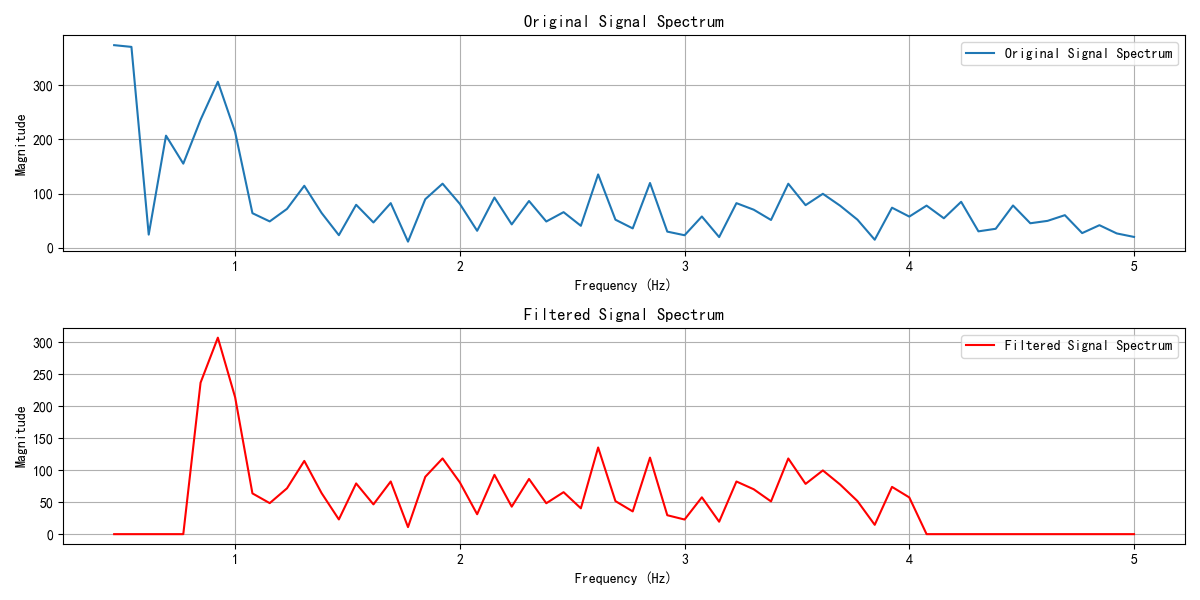 Original Signal Spectrum
Original Signal Spectrum
300
200
100
0
Magnitude
1 2 3 4 5
Frequency (Hz)
Filtered Signal Spectrum
Filtered Signal Spectrum
300
250
200
150
100
50
0
Magnitude
1 2 3 4 5
Frequency (Hz)